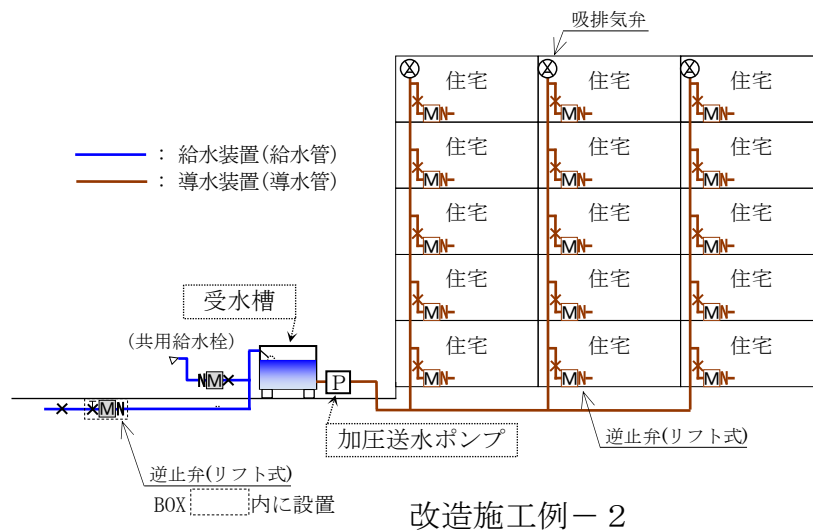 吸排気弁
住宅 住宅 住宅
M N M N M N
: 給水装置(給水管)
: 導水装置(導水管)
住宅 住宅 住宅
M N M N M N
住宅 住宅 住宅
M N M N M N
住宅 住宅 住宅
M N M N M N
受水槽
(共用給水栓)
住宅 住宅 住宅
N M P M N M N M N
M N
加圧送水ポンプ
逆止弁(リフト式)
逆止弁(リフト式)
BOX 内に設置
改造施工例-2